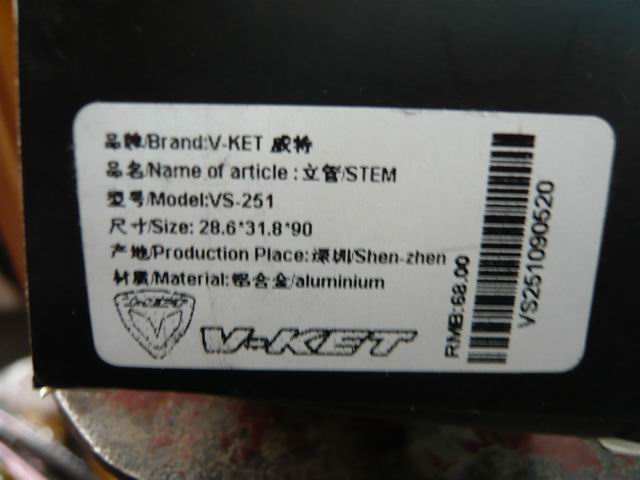 品牌/Brand:V-KET 威特
品名/Name of article : 立管/STEM
型号/Model:VS-251
尺寸/Size: 28.6*31.8*90
产地/Production Place:深圳/Shen-zhen
材质/Material:铝合金/aluminium
V-KET
V-KET
RMB:68.00
VS251090520